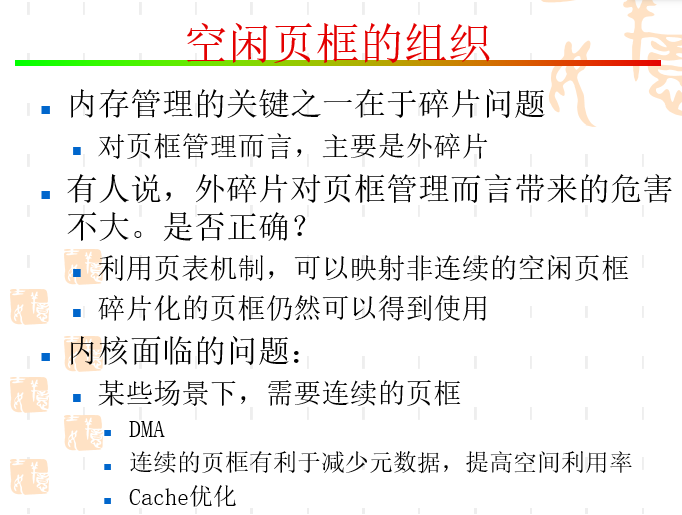 空闲页框的组织
内存管理的关键之一在于碎片问题
对页框管理而言，主要是外碎片
有人说，外碎片对页框管理而言带来的危害
不大。是否正确？
利用页表机制，可以映射非连续的空闲页框
碎片化的页框仍然可以得到使用
内核面临的问题：
某些场景下，需要连续的页框
DMA
连续的页框有利于减少元数据，提高空间利用率
Cache优化